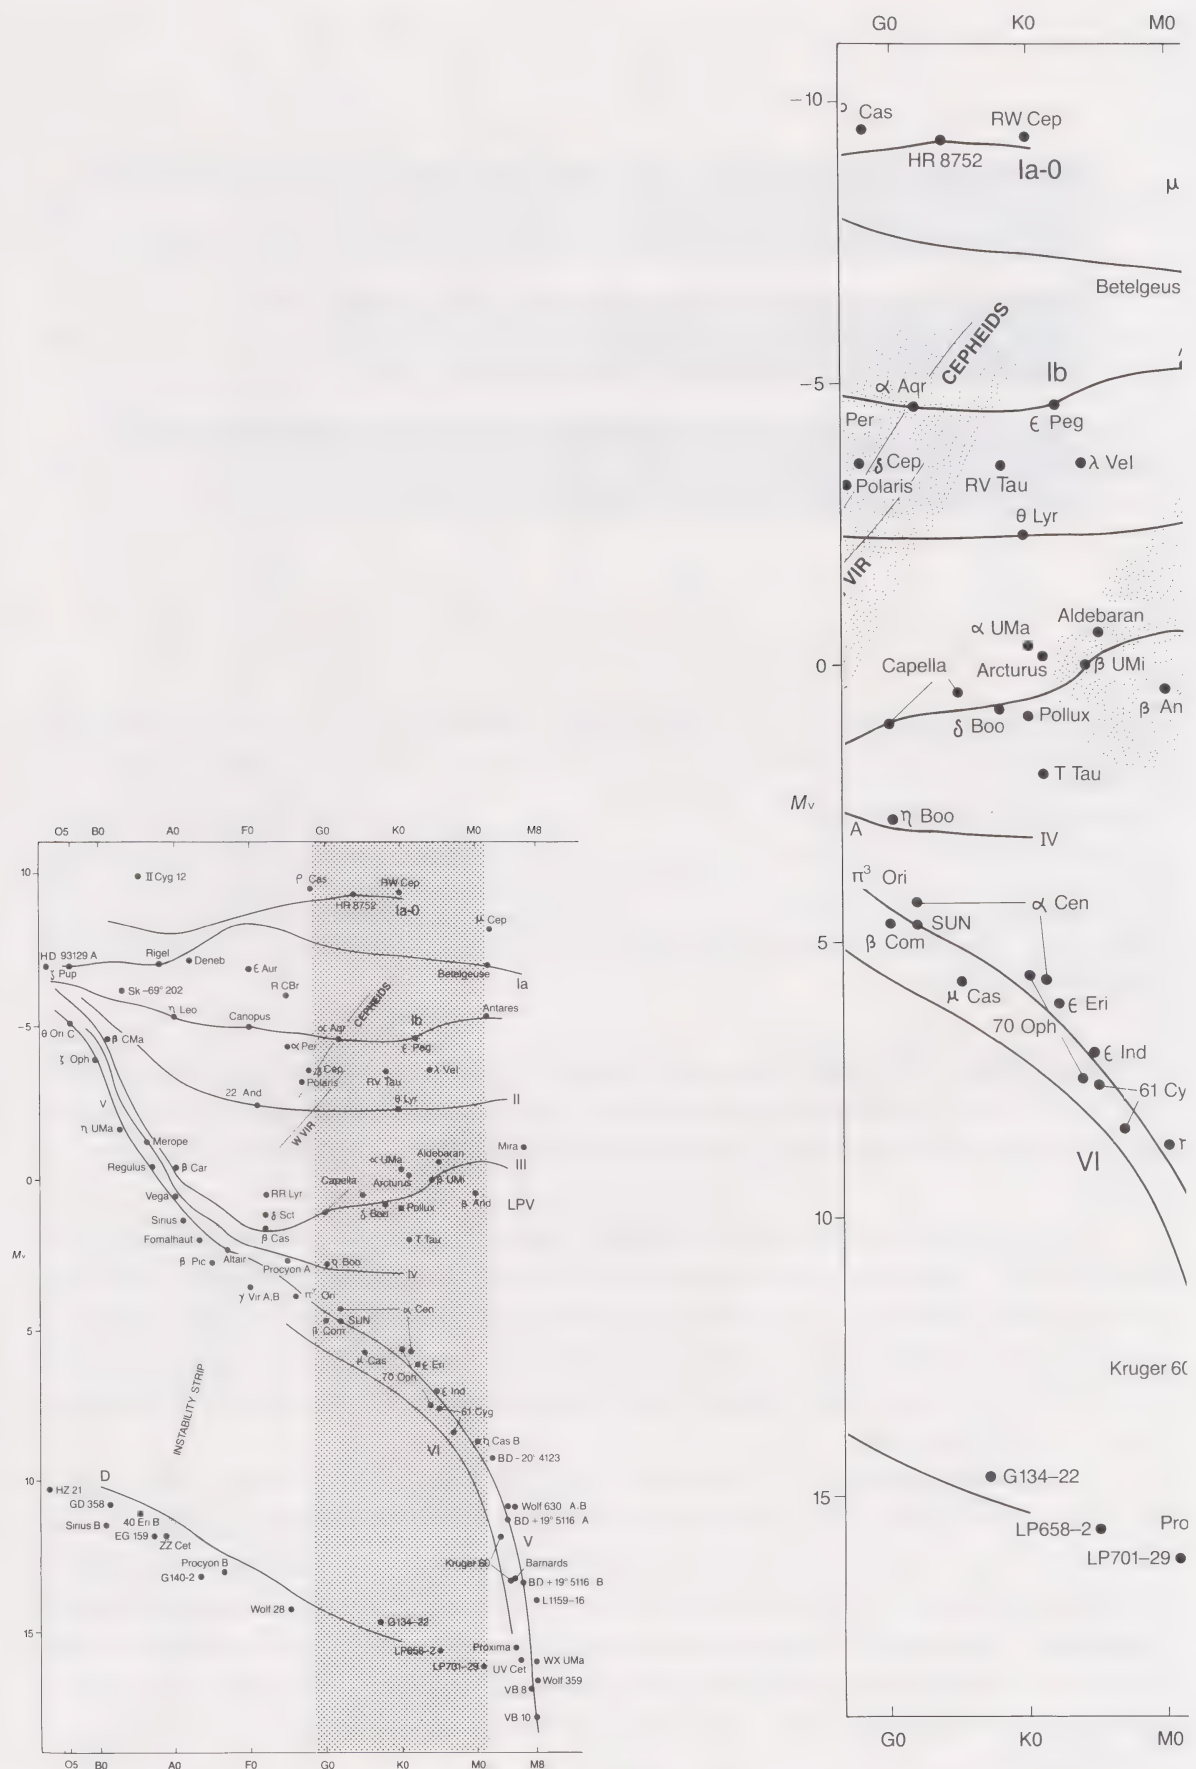 G0 K0 M0
-10
Cas
RW Cep
HR 8752
Ia-0
μ
Betelgeus
CEPHEIDS
-5
α Aqr
Ib
Per
ε Peg
δ Cep
λ Vel
Polaris
RV Tau
θ Lyr
VIR
Aldebaran
α UMa
0
Capella
Arcturus
β UMi
β An
δ Boo
Pollux
T Tau
Mv
A
η Boo
IV
π³ Ori
α Cen
SUN
5
β Com
μ Cas
ε Eri
70 Oph
ε Ind
61 Cy
VI
10
Kruger 60
G134–22
15
LP658–2
Pro
LP701–29
G0 K0 M0
O5 B0 A0 F0 G0 K0 M0 M8
10
II Cyg 12
ρ Cas
RW Cep
HR 8752
Ia-0
μ Cep
HD 93129 A
Rigel
Deneb
ζ Pup
ε Aur
Betelgeuse
Ia
Sk –69° 202
R CBr
η Leo
Canopus
α Aqr
CEPHEIDS
Ib
Antares
-5
θ Ori C
β CMa
α Per
ε Peg
ζ Oph
δ Cep
λ Vel
Polaris
RV Tau
V
22 And
θ Lyr
II
η UMa
W VIR
Merope
Mira
Aldebaran
α UMa
III
Regulus
β Car
Arcturus
0
Capella
β UMi
Vega
RR Lyr
β And
LPV
Sirius
δ Sct
δ Boo
Pollux
β Cas
Fomalhaut
T Tau
Mv
Altair
β Pic
Procyon A
η Boo
IV
γ Vir A,B
π³ Ori
α Cen
5
SUN
β Com
μ Cas
ε Eri
70 Oph
ε Ind
INSTABILITY STRIP
61 Cyg
VI
η Cas B
BD – 20° 4123
D
10
HZ 21
GD 358
Wolf 630 A.B
Sirius B
40 Eri B
BD + 19° 5116 A
EG 159
ZZ Cet
V
Procyon B
Kruger 60
Barnards
G140-2
BD + 19° 5116 B
L1159–16
Wolf 28
G134–22
15
LP658–2
Proxima
LP701–29
UV Cet
WX UMa
Wolf 359
VB 8
VB 10
O5 B0 A0 F0 G0 K0 M0 M8